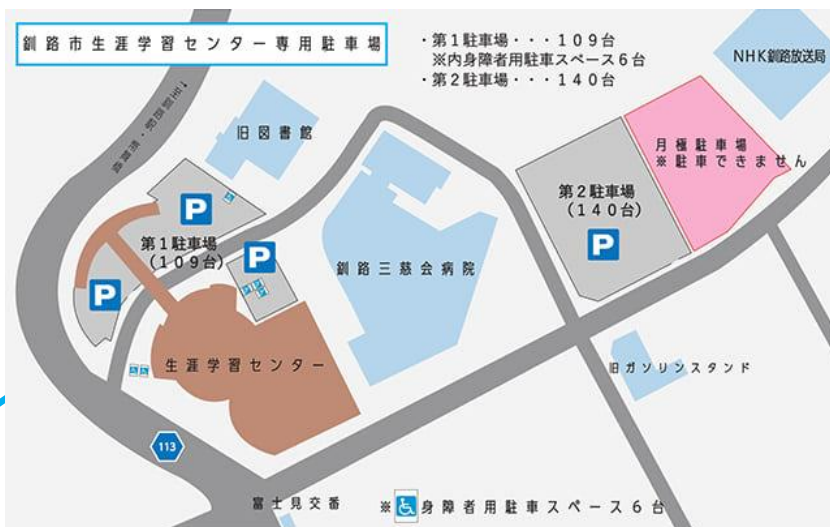 釧路市生涯学習センター専用駐車場
・第1駐車場・・・109台
※内身障者用駐車スペース6台
・第2駐車場・・・140台
NHK釧路放送局
旧図書館
月極駐車場
※駐車できません
P
第2駐車場
（140台）
P
第1駐車場
（109台）
P
P
釧路三慈会病院
生涯学習センター
旧ガソリンスタンド
113
富士見交番
※身障者用駐車スペース6台